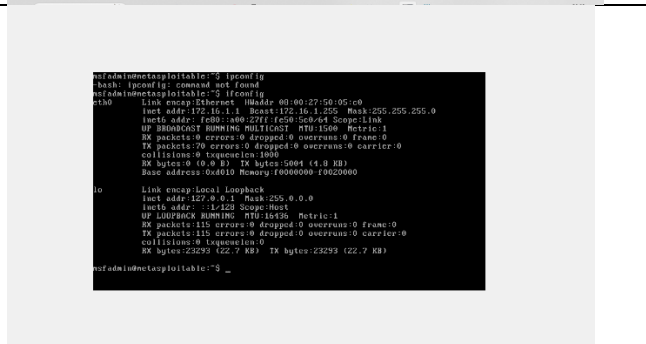 msfadmin@metasploitable:~$ ipconfig
-bash: ipconfig: command not found
msfadmin@metasploitable:~$ ifconfig
eth0 Link encap:Ethernet HWaddr 08:00:27:50:05:c0
inet addr:172.16.1.1 Bcast:172.16.1.255 Mask:255.255.255.0
inet6 addr: fe80::a00:27ff:fe50:5c0/64 Scope:Link
UP BROADCAST RUNNING MULTICAST MTU:1500 Metric:1
RX packets:0 errors:0 dropped:0 overruns:0 frame:0
TX packets:70 errors:0 dropped:0 overruns:0 carrier:0
collisions:0 txqueuelen:1000
RX bytes:0 (0.0 B) TX bytes:5004 (4.8 KB)
Base address:0xd010 Memory:f0000000-f0020000
lo Link encap:Local Loopback
inet addr:127.0.0.1 Mask:255.0.0.0
inet6 addr: ::1/128 Scope:Host
UP LOOPBACK RUNNING MTU:16436 Metric:1
RX packets:115 errors:0 dropped:0 overruns:0 frame:0
TX packets:115 errors:0 dropped:0 overruns:0 carrier:0
collisions:0 txqueuelen:0
RX bytes:23293 (22.7 KB) TX bytes:23293 (22.7 KB)
msfadmin@metasploitable:~$ _